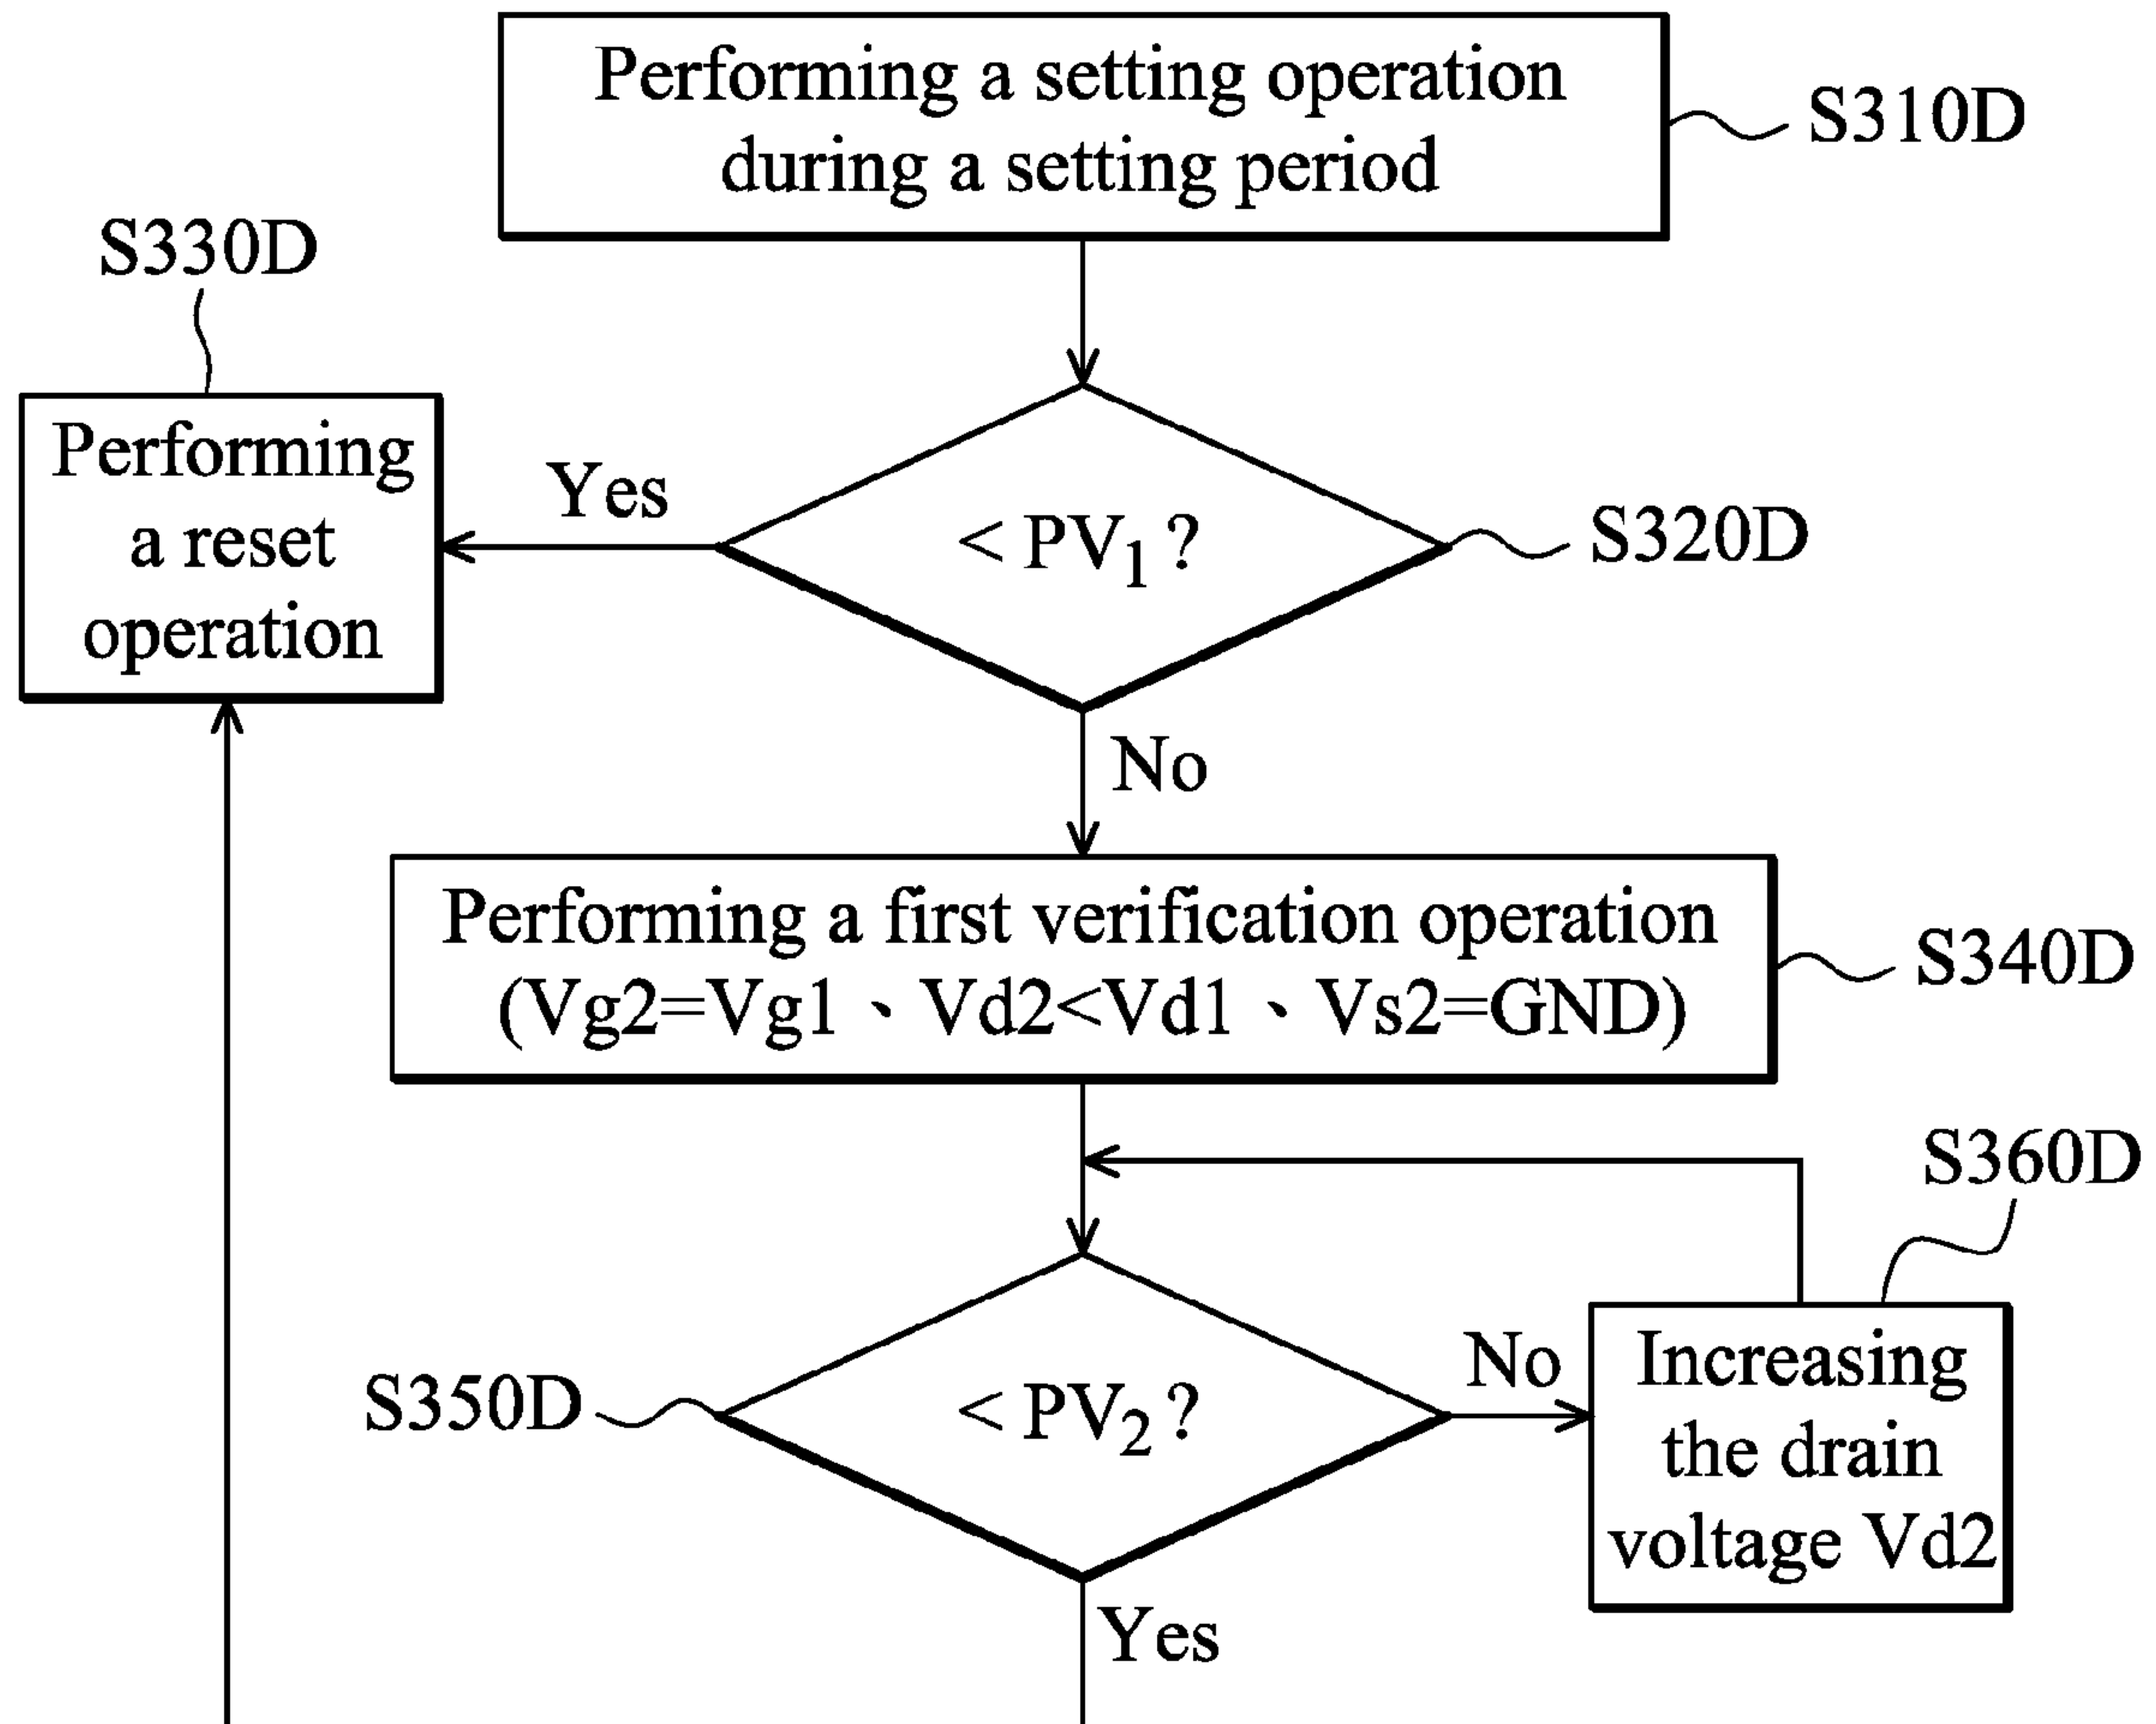 Performing a setting operation
during a setting period
S310D
S330D
Performing
a reset
operation
Yes
< PV₁ ?
S320D
No
Performing a first verification operation
(Vg2=Vg1、Vd2<Vd1、Vs2=GND)
S340D
S360D
S350D
< PV₂ ?
No
Increasing
the drain
voltage Vd2
Yes